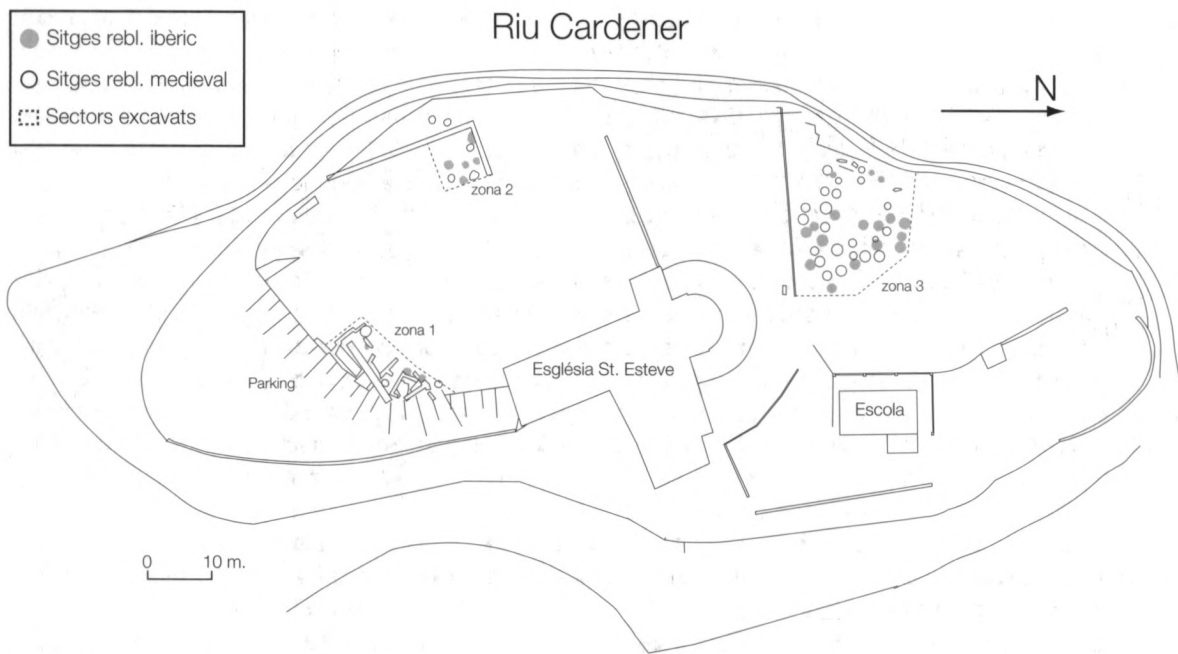 Riu Cardener
Sitges rebl. ibèric
Sitges rebl. medieval
Sectors excavats
N
zona 2
zona 3
zona 1
Parking
Església St. Esteve
Escola
0 10 m.